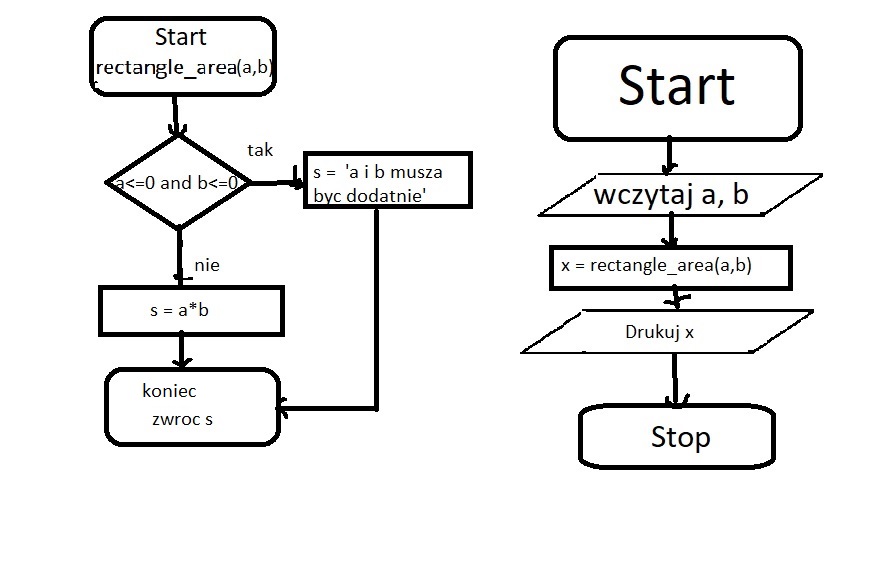 Start
rectangle_area(a,b)
tak
a<=0 and b<=0
s = 'a i b musza
byc dodatnie'
nie
s = a*b
koniec
zwroc s
Start
wczytaj a, b
x = rectangle_area(a,b)
Drukuj x
Stop